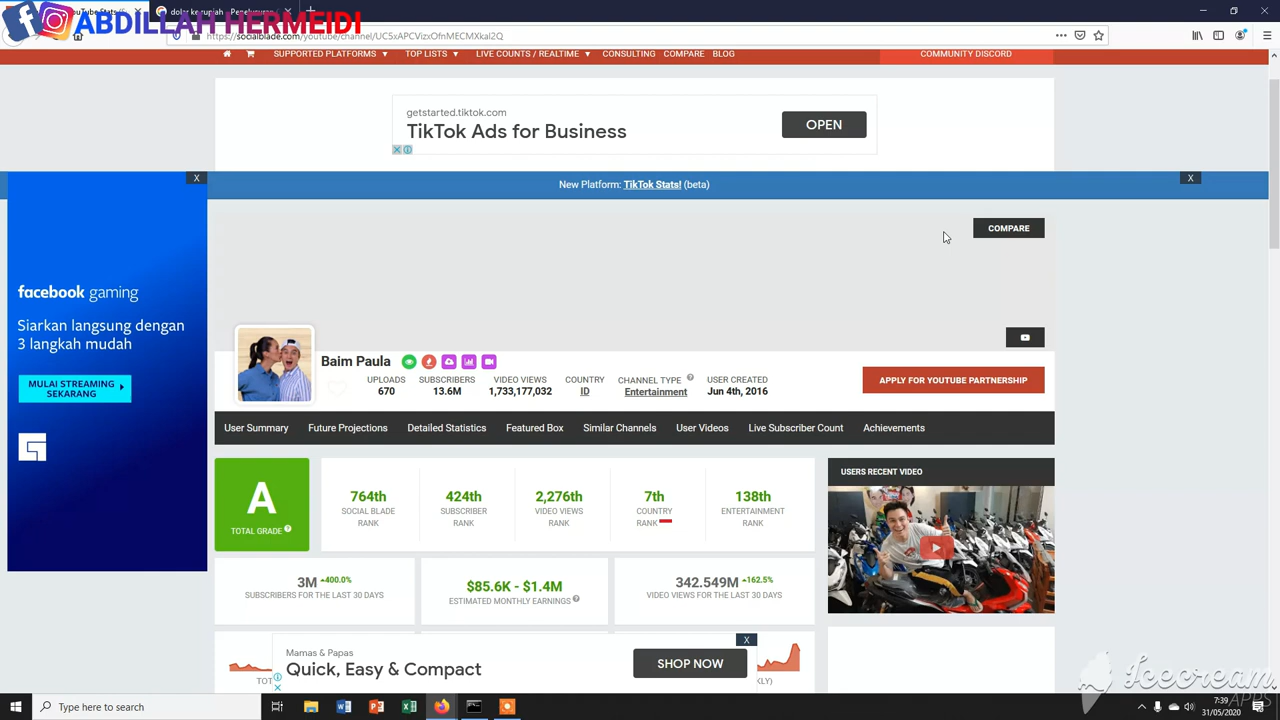 ABDILLAH HERMEIDI
https://socialblade.com/youtube/channel/UC5xAPCVizxOfnMECMXkal2Q
SUPPORTED PLATFORMS TOP LISTS LIVE COUNTS / REALTIME CONSULTING COMPARE BLOG COMMUNITY DISCORD
getstarted.tiktok.com
TikTok Ads for Business
OPEN
X
New Platform: TikTok Stats! (beta)
X
COMPARE
facebook gaming
Siarkan langsung dengan
3 langkah mudah
MULAI STREAMING
SEKARANG
Baim Paula
UPLOADS
670
SUBSCRIBERS
13.6M
VIDEO VIEWS
1,733,177,032
COUNTRY
ID
CHANNEL TYPE
Entertainment
USER CREATED
Jun 4th, 2016
APPLY FOR YOUTUBE PARTNERSHIP
User Summary Future Projections Detailed Statistics Featured Box Similar Channels User Videos Live Subscriber Count Achievements
A
TOTAL GRADE
764th
SOCIAL BLADE
RANK
424th
SUBSCRIBER
RANK
2,276th
VIDEO VIEWS
RANK
7th
COUNTRY
RANK
138th
ENTERTAINMENT
RANK
USERS RECENT VIDEO
3M +400.0%
SUBSCRIBERS FOR THE LAST 30 DAYS
$85.6K - $1.4M
ESTIMATED MONTHLY EARNINGS
342.549M +162.5%
VIDEO VIEWS FOR THE LAST 30 DAYS
X
Mamas & Papas
Quick, Easy & Compact
SHOP NOW
Icecream
APPS
Type here to search
7:39
31/05/2020